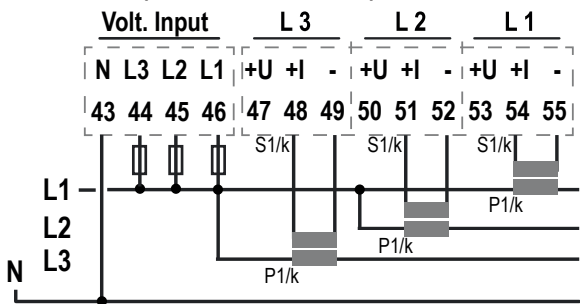 Volt. Input L 3 L 2 L 1
N L3 L2 L1 +U +I - +U +I - +U +I -
43 44 45 46 47 48 49 50 51 52 53 54 55
S1/k S1/k S1/k
L1
P1/k
L2
P1/k
L3
N
P1/k